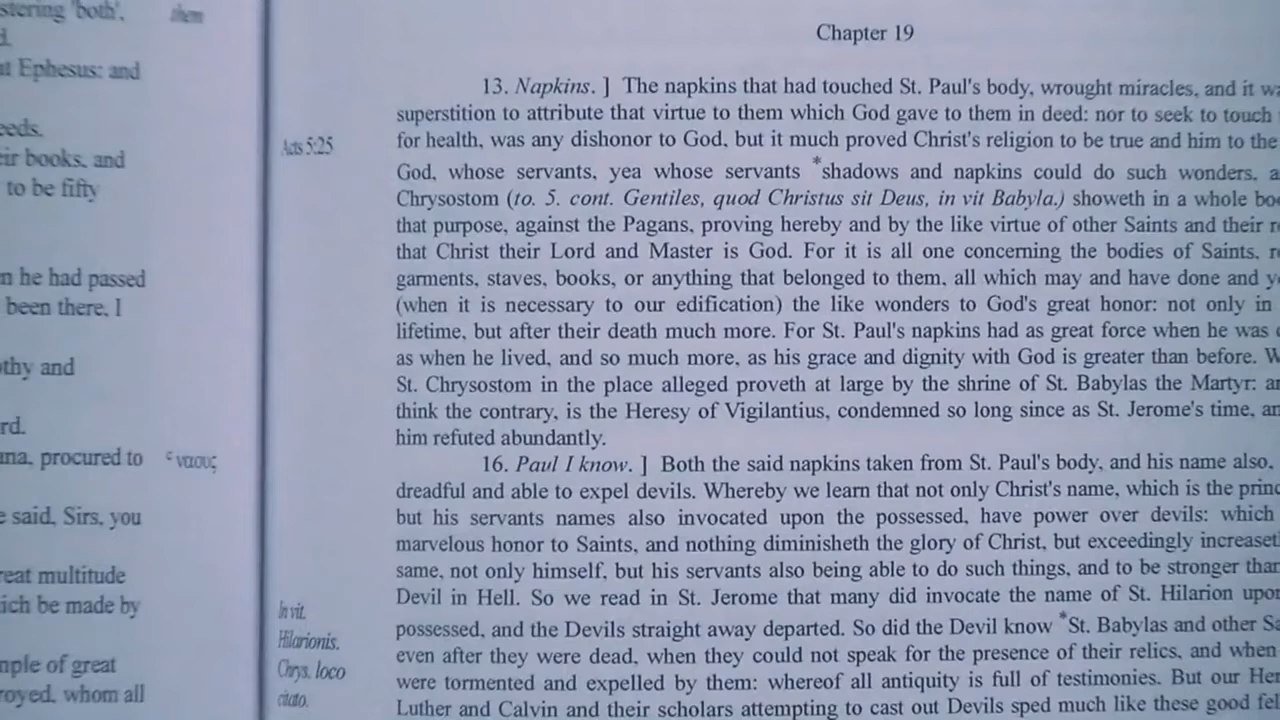 stering 'both',
them
at Ephesus: and
eeds.
eir books, and
to be fifty
n he had passed
been there, I
thy and
rd.
ana, procured to
ς ναους
e said, Sirs, you
reat multitude
ich be made by
mple of great
royed, whom all
Acts 5:25
In vit.
Hilarionis.
Chrys. loco
citato.
Chapter 19
13. Napkins. ] The napkins that had touched St. Paul's body, wrought miracles, and it wa
superstition to attribute that virtue to them which God gave to them in deed: nor to seek to touch
for health, was any dishonor to God, but it much proved Christ's religion to be true and him to the
God, whose servants, yea whose servants *shadows and napkins could do such wonders, a
Chrysostom (to. 5. cont. Gentiles, quod Christus sit Deus, in vit Babyla.) showeth in a whole boo
that purpose, against the Pagans, proving hereby and by the like virtue of other Saints and their re
that Christ their Lord and Master is God. For it is all one concerning the bodies of Saints, re
garments, staves, books, or anything that belonged to them, all which may and have done and ye
(when it is necessary to our edification) the like wonders to God's great honor: not only in
lifetime, but after their death much more. For St. Paul's napkins had as great force when he was
as when he lived, and so much more, as his grace and dignity with God is greater than before. W
St. Chrysostom in the place alleged proveth at large by the shrine of St. Babylas the Martyr: an
think the contrary, is the Heresy of Vigilantius, condemned so long since as St. Jerome's time, an
him refuted abundantly.
16. Paul I know. ] Both the said napkins taken from St. Paul's body, and his name also,
dreadful and able to expel devils. Whereby we learn that not only Christ's name, which is the princ
but his servants names also invocated upon the possessed, have power over devils: which
marvelous honor to Saints, and nothing diminisheth the glory of Christ, but exceedingly increaset
same, not only himself, but his servants also being able to do such things, and to be stronger than
Devil in Hell. So we read in St. Jerome that many did invocate the name of St. Hilarion upon
possessed, and the Devils straight away departed. So did the Devil know *St. Babylas and other Sa
even after they were dead, when they could not speak for the presence of their relics, and when
were tormented and expelled by them: whereof all antiquity is full of testimonies. But our Her
Luther and Calvin and their scholars attempting to cast out Devils sped much like these good fel